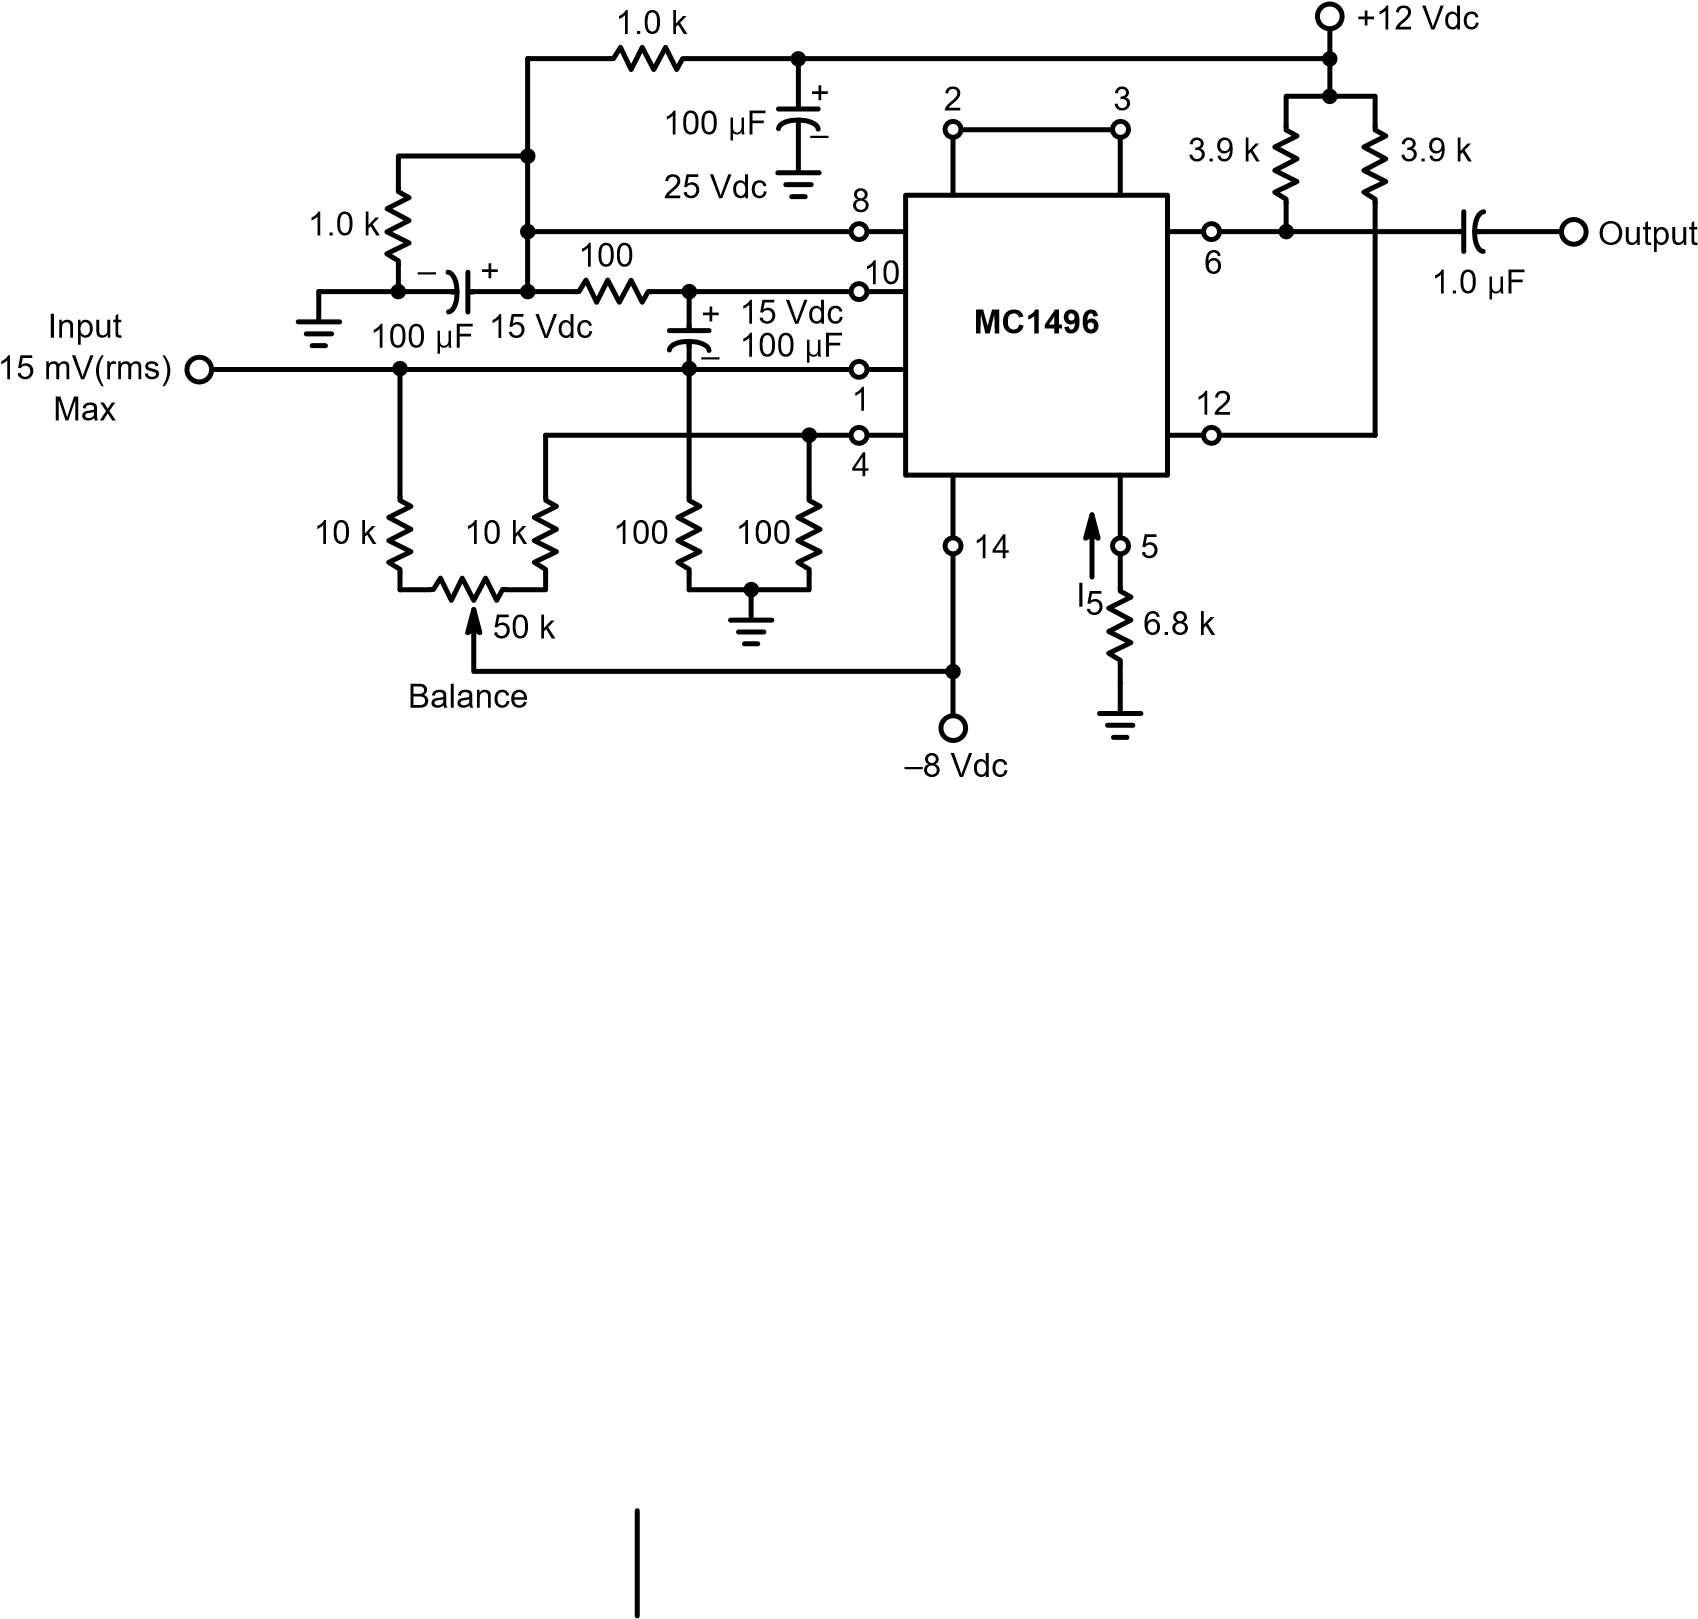 1.0 k
+12 Vdc
100 µF
+
–
25 Vdc
2
3
3.9 k
3.9 k
1.0 k
8
100
10
–
+
100 µF
15 Vdc
+
–
15 Vdc
100 µF
MC1496
6
1.0 µF
Output
Input
15 mV(rms)
Max
1
4
12
10 k
10 k
100
100
14
5
I5
6.8 k
50 k
Balance
–8 Vdc